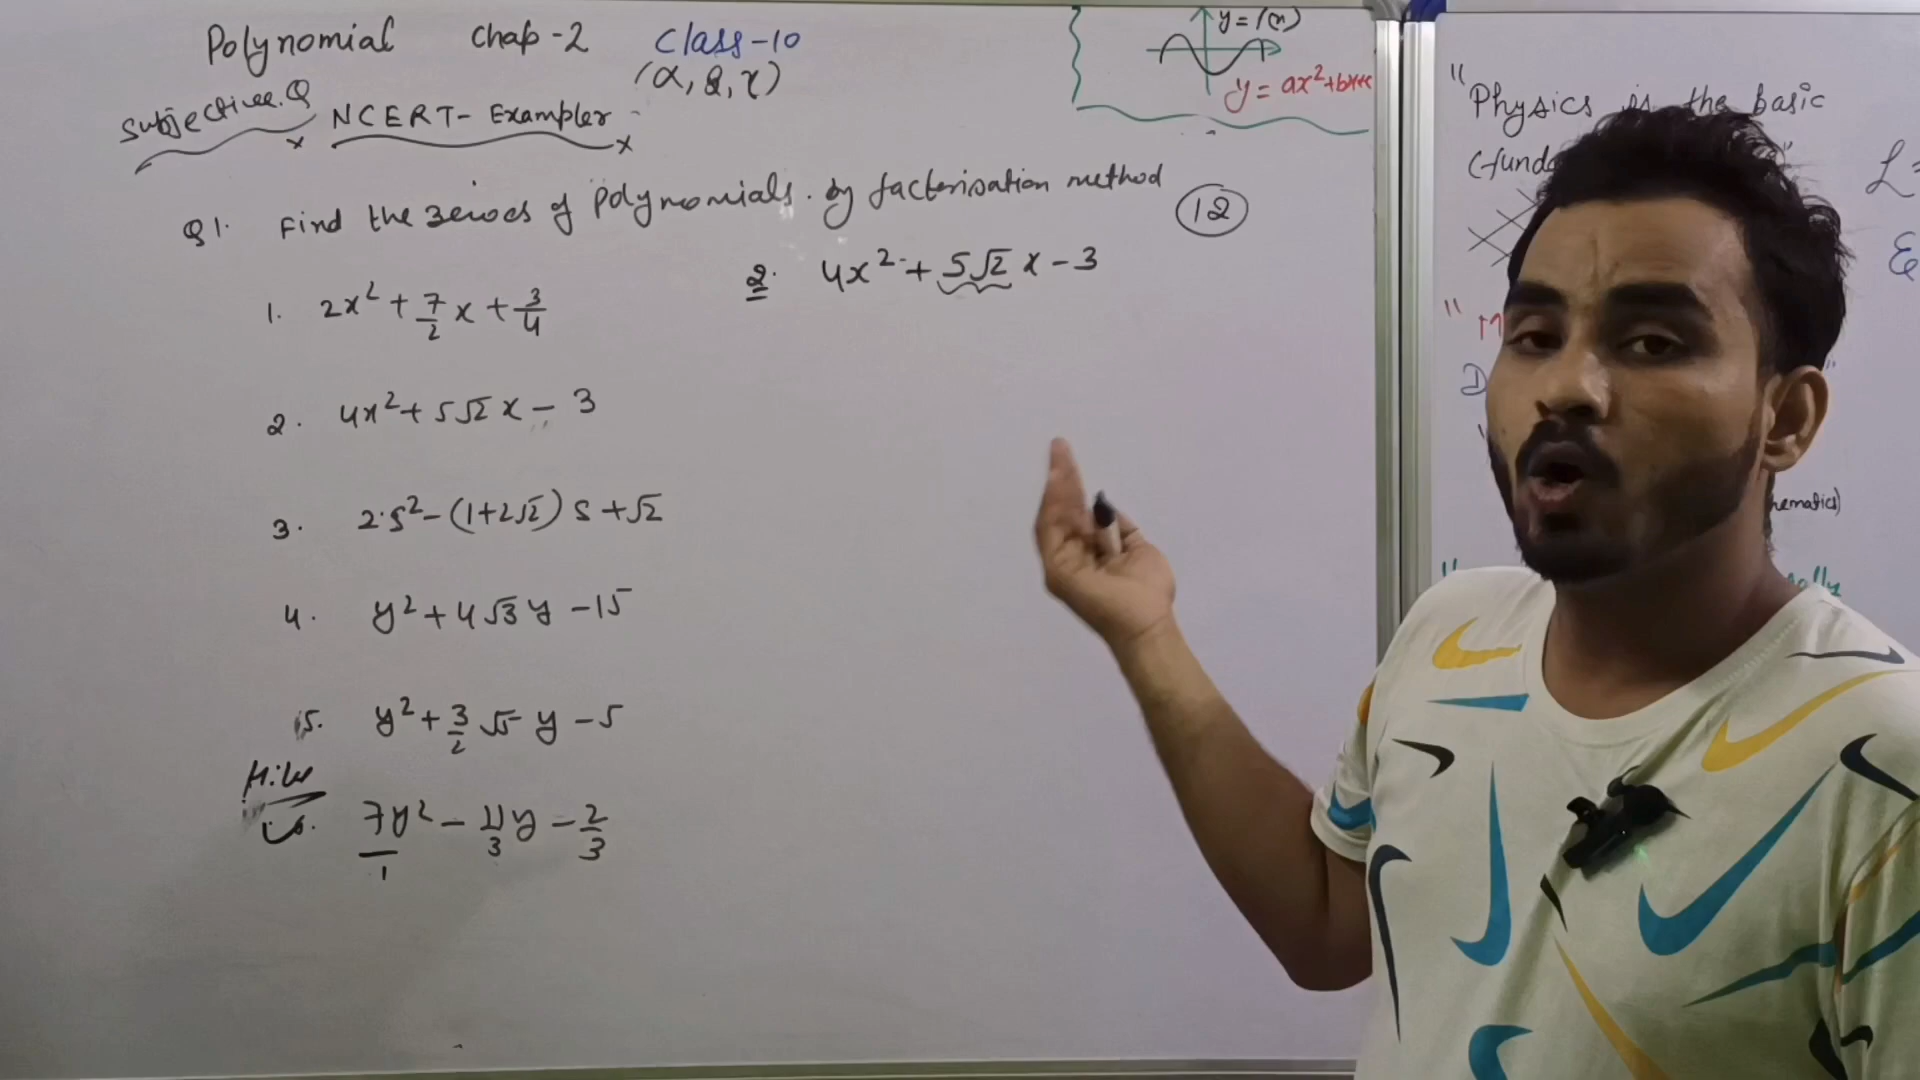 Polynomial chap-2 Class-10
(α, β, γ)
Subjective.Q NCERT- Exampler
y = f(x)
y = ax²+bx+c
Q1. Find the zeroes of polynomials. by factorisation method
(12)
1. 2x² + 7/2 x + 3/4
2. 4x² + 5√2 x - 3
3. 2s² - (1+2√2) s + √2
4. y² + 4√3 y - 15
5. y² + 3/2 √5 y - 5
H.W
6. 7y²/1 - 11/3 y - 2/3
2. 4x² + 5√2 x - 3
"Physics is the basic